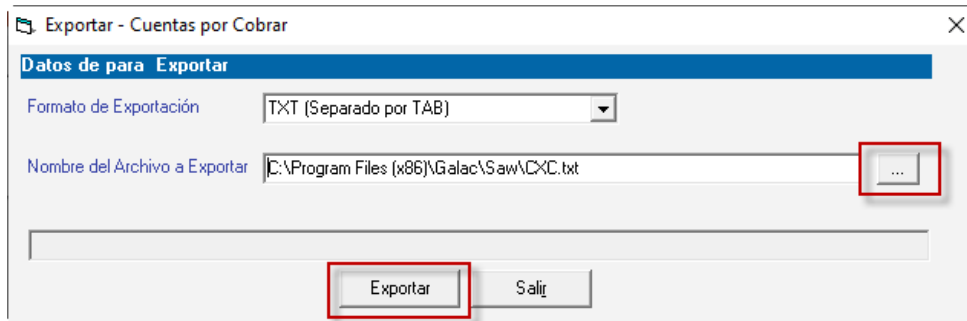 Exportar - Cuentas por Cobrar
Datos de para Exportar
Formato de Exportación TXT (Separado por TAB)
Nombre del Archivo a Exportar C:\Program Files (x86)\Galac\Saw\CXC.txt ...
Exportar Salir